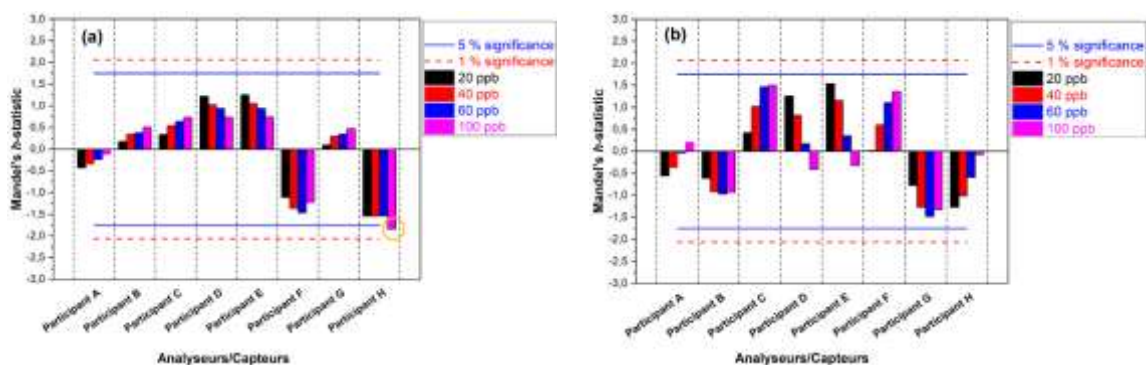 (a)
Mandel's h-statistic
3,0
2,5
2,0
1,5
1,0
0,5
0,0
-0,5
-1,0
-1,5
-2,0
-2,5
-3,0
5 % significance
1 % significance
20 ppb
40 ppb
60 ppb
100 ppb
Participant A
Participant B
Participant C
Participant D
Participant E
Participant F
Participant G
Participant H
Analyseurs/Capteurs
(b)
Mandel's h-statistic
3,0
2,5
2,0
1,5
1,0
0,5
0,0
-0,5
-1,0
-1,5
-2,0
-2,5
-3,0
5 % significance
1 % significance
20 ppb
40 ppb
60 ppb
100 ppb
Participant A
Participant B
Participant C
Participant D
Participant E
Participant F
Participant G
Participant H
Analyseurs/Capteurs